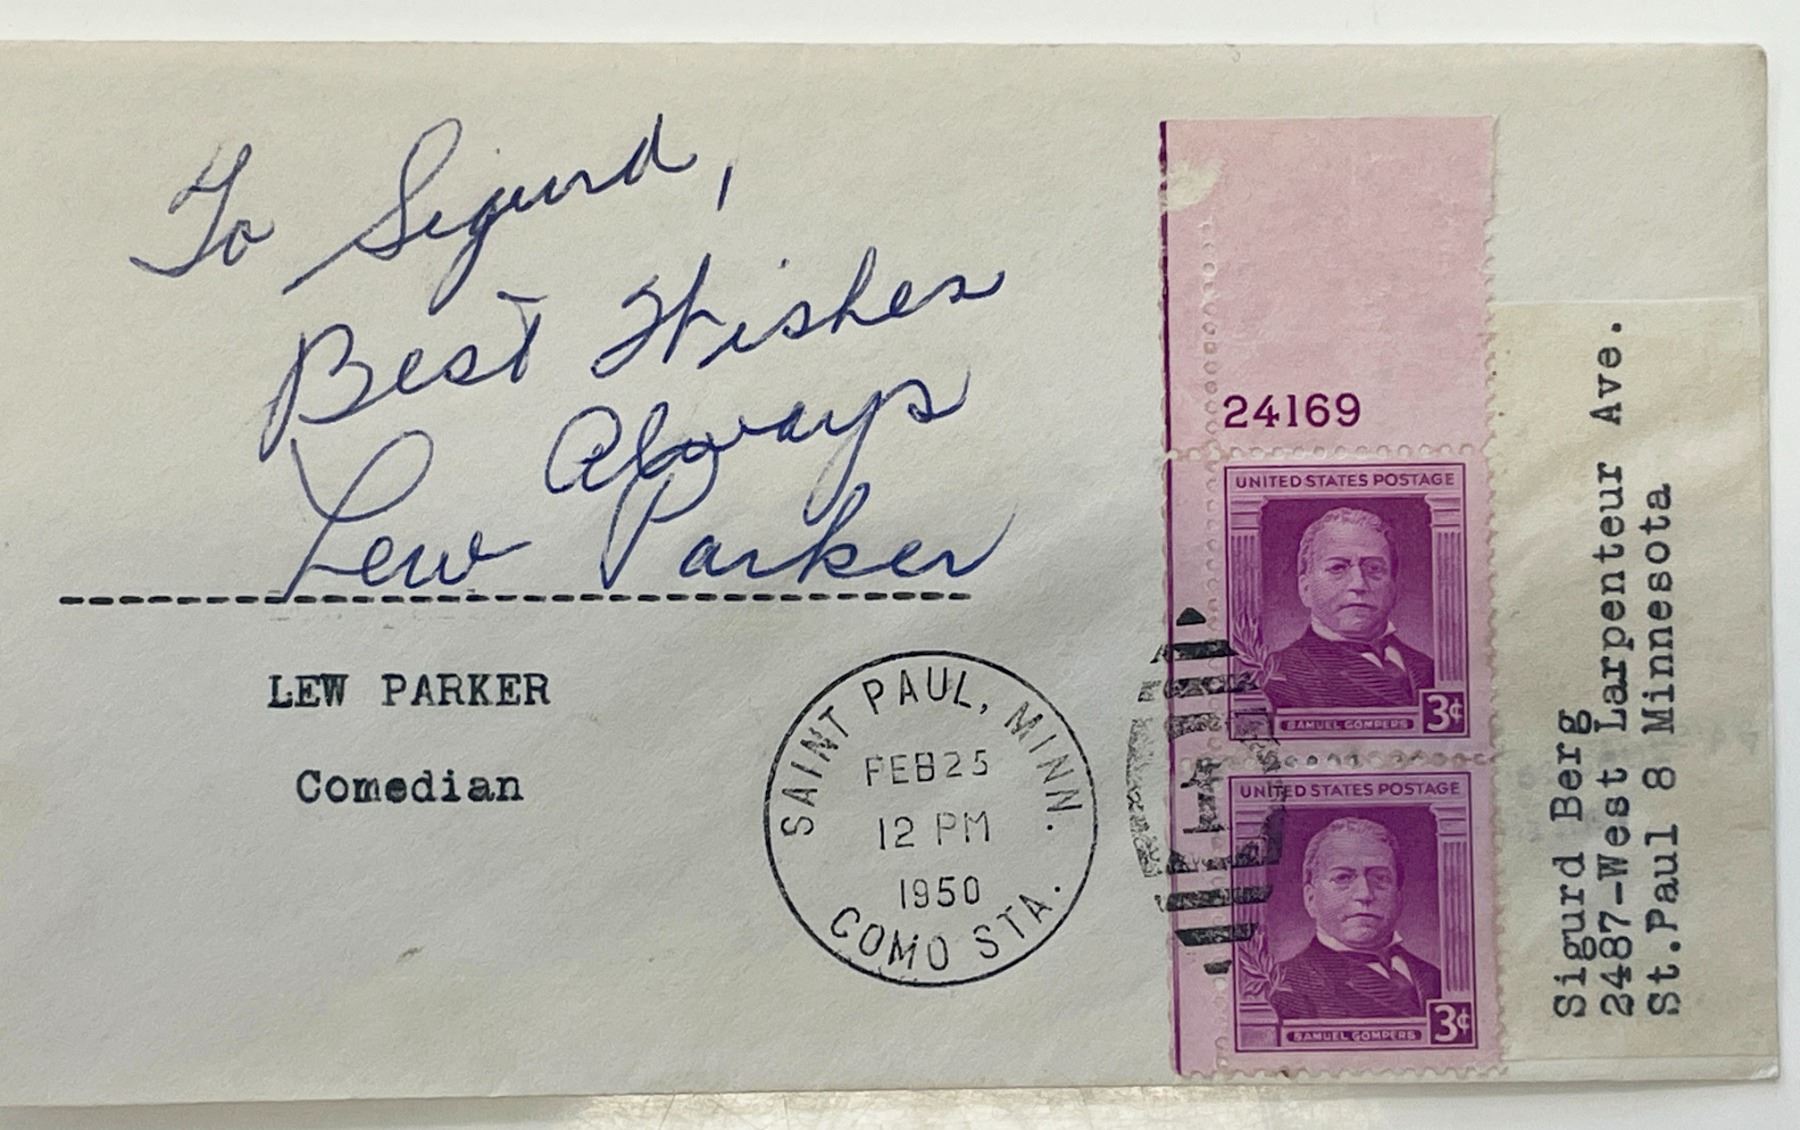 To Sigurd,
Best Wishes
Always
Lew Parker
LEW PARKER
Comedian
SAINT PAUL, MINN.
FEB 25
12 PM
1950
COMO STA.
24169
UNITED STATES POSTAGE
SAMUEL GOMPERS
3¢
UNITED STATES POSTAGE
SAMUEL GOMPERS
3¢
Sigurd Berg
2487-West Larpenteur Ave.
St.Paul 8 Minnesota